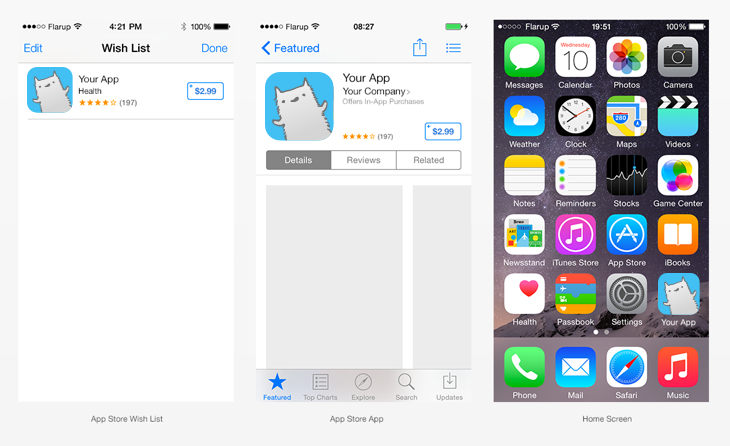 Flarup 4:21 PM 100%
Edit Wish List Done
Your App
Health
(197)
+ $2.99
App Store Wish List
Flarup 08:27
Featured
Your App
Your Company
Offers In-App Purchases
(197)
+ $2.99
Details Reviews Related
Featured Top Charts Explore Search Updates
App Store App
Flarup 19:51 100%
Wednesday
10
Messages Calendar Photos Camera
280
Weather Clock Maps Videos
Notes Reminders Stocks Game Center
ART
Newsstand iTunes Store App Store iBooks
Health Passbook Settings Your App
Phone Mail Safari Music
Home Screen